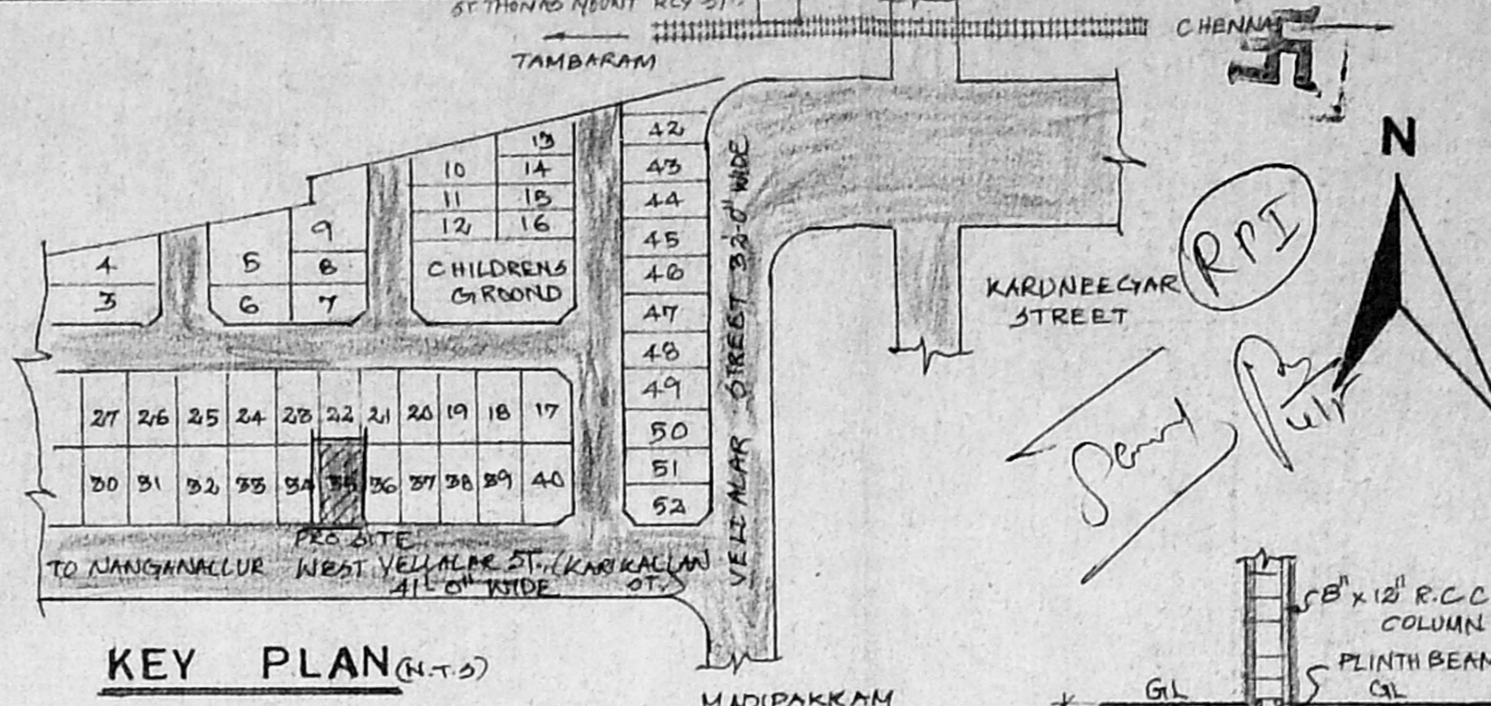 ST THOMAS MOUNT RLY ST.
TAMBARAM
CHENNAI
N
13
10 14
11 15
12 16
CHILDRENS
GROOND
9
5 8
6 7
4
3
42
43
44
45
46
47
48
49
50
51
52
VELLALAR STREET 32-0" WIDE
KARUNEEGAR
STREET
RPI
27 26 25 24 23 22 21 20 19 18 17
30 31 32 33 34 35 36 37 38 39 40
PRO SITE
TO NANGANALLUR WEST VELLALAR ST., (KARIKALLAN
41'-0" WIDE ST.)
KEY PLAN (N.T.S)
MADIPAKKAM
8" x 12" R.C.C
COLUMN
PLINTH BEAM
GL GL